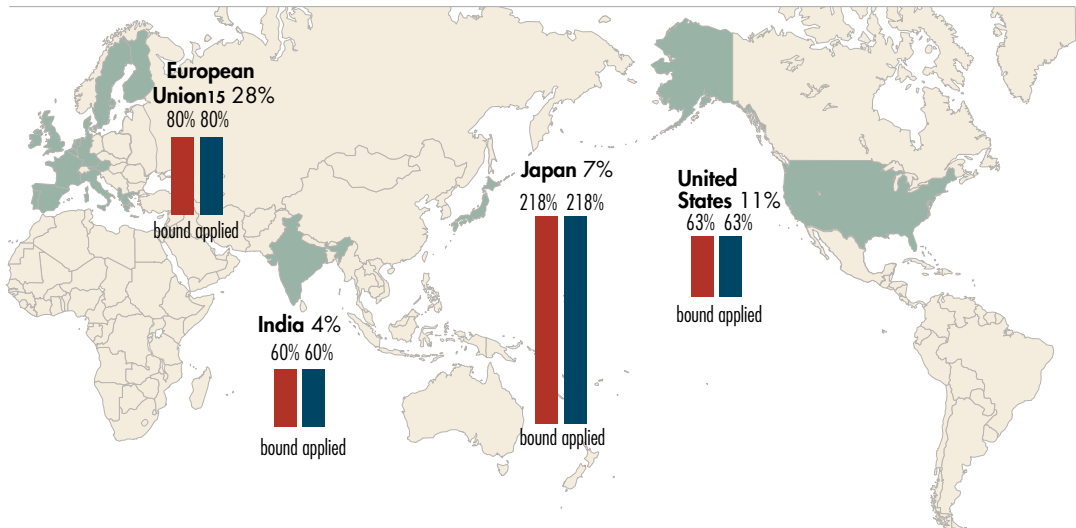 European
Union15 28%
80% 80%
bound applied
India 4%
60% 60%
bound applied
Japan 7%
218% 218%
bound applied
United
States 11%
63% 63%
bound applied